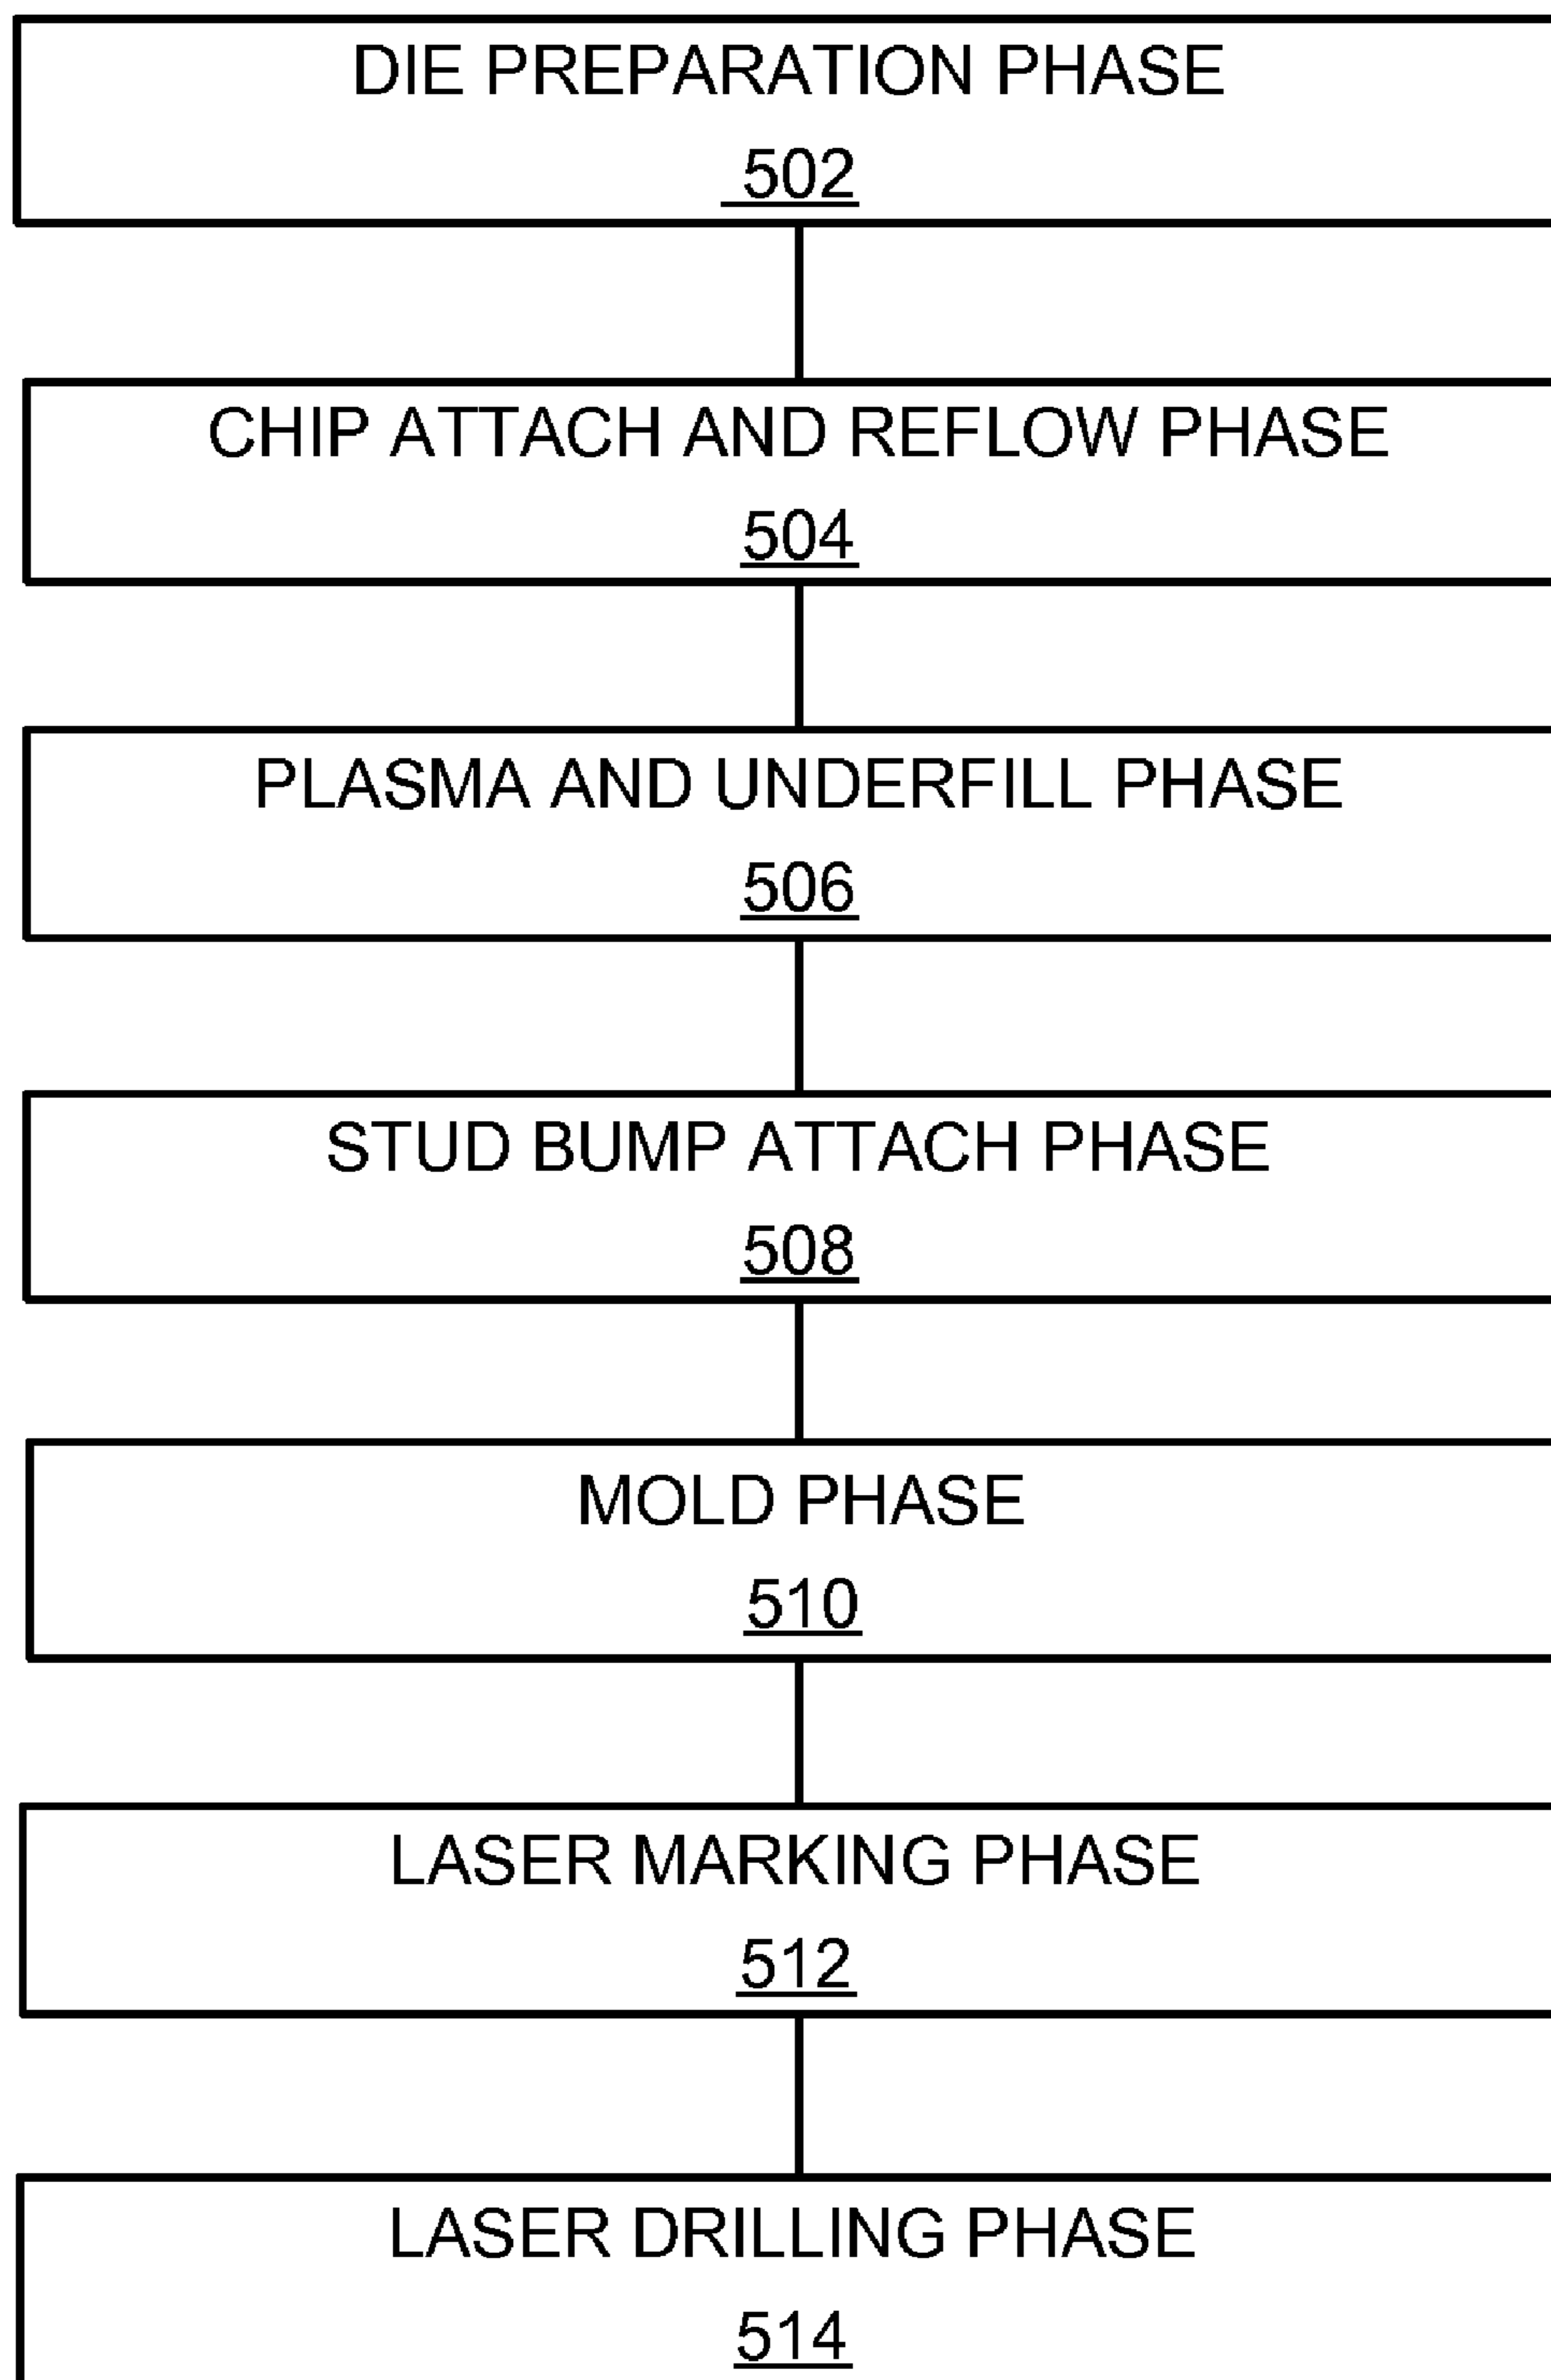 DIE PREPARATION PHASE
502
CHIP ATTACH AND REFLOW PHASE
504
PLASMA AND UNDERFILL PHASE
506
STUD BUMP ATTACH PHASE
508
MOLD PHASE
510
LASER MARKING PHASE
512
LASER DRILLING PHASE
514